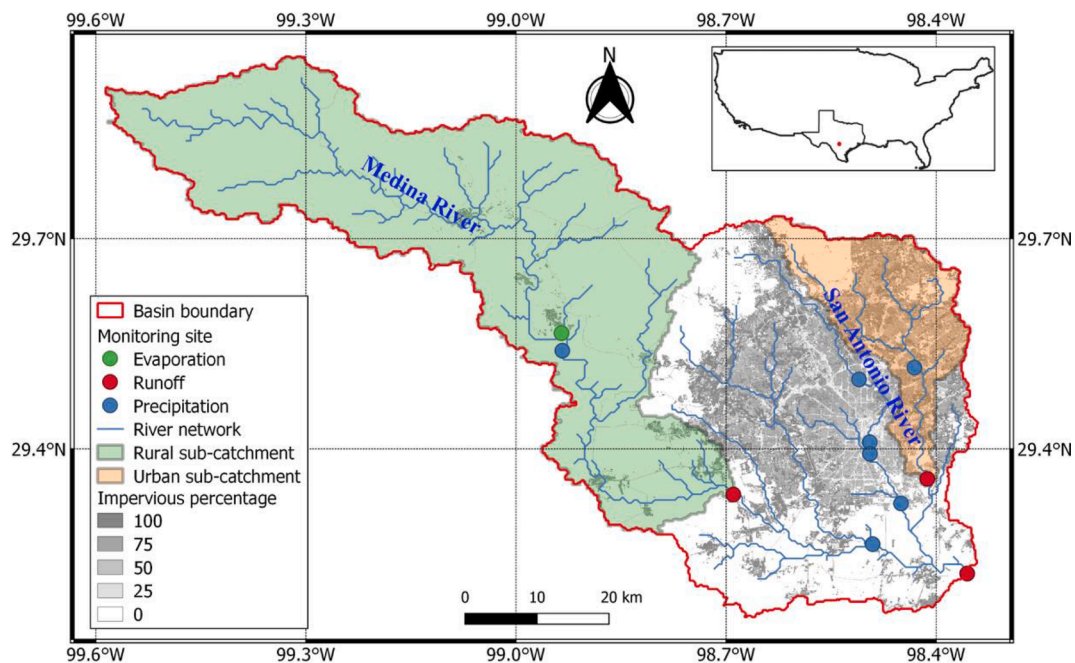 99.6°W 99.3°W 99.0°W 98.7°W 98.4°W
N
Medina River
29.7°N 29.7°N
San Antonio River
Basin boundary
Monitoring site
Evaporation
Runoff
Precipitation
River network
Rural sub-catchment
Urban sub-catchment
Impervious percentage
100
75
50
25
0
29.4°N 29.4°N
0 10 20 km
99.6°W 99.3°W 99.0°W 98.7°W 98.4°W